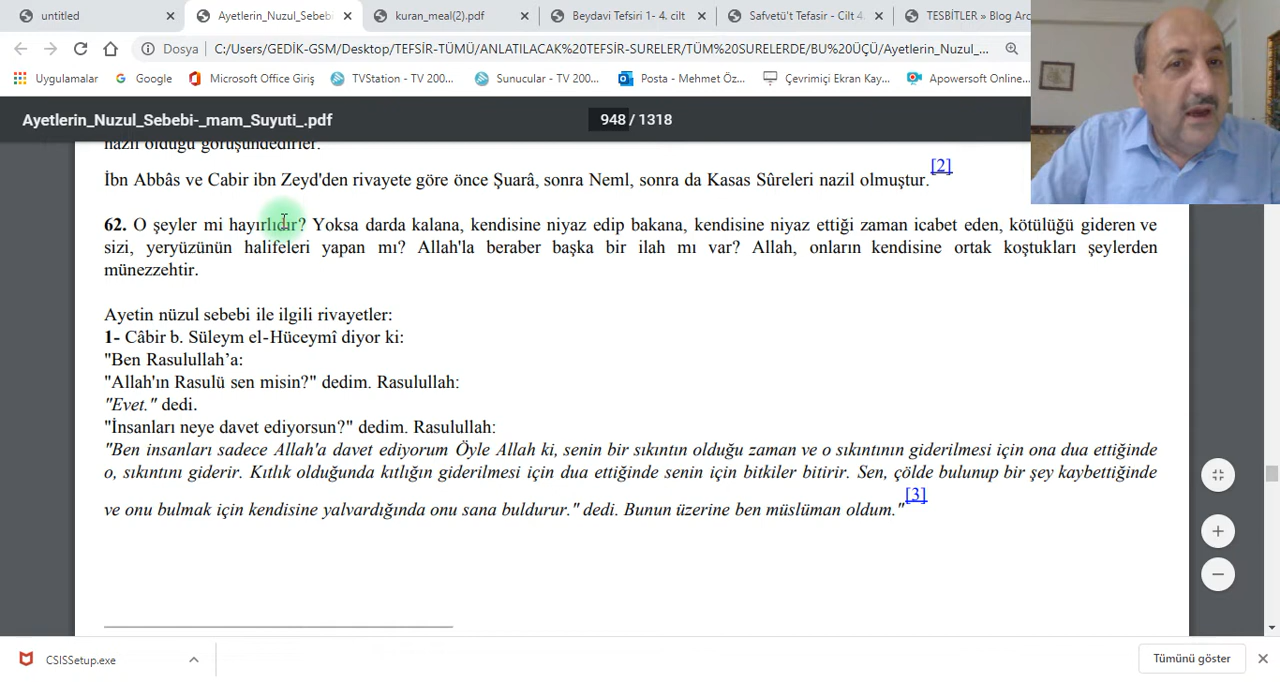 untitled
Ayetlerin_Nuzul_Sebebi
kuran_meal(2).pdf
Beydavi Tefsiri 1- 4. cilt
Safvetü't Tefasir - Cilt 4.
TESBİTLER » Blog Arc
Dosya
C:/Users/GEDİK-GSM/Desktop/TEFSİR-TÜMÜ/ANLATILACAK%20TEFSİR-SURELER/TÜM%20SURELERDE/BU%20ÜÇÜ/Ayetlerin_Nuzul_...
Uygulamalar
Google
Microsoft Office Giriş
TVStation - TV 200...
Sunucular - TV 200...
Posta - Mehmet Öz...
Çevrimiçi Ekran Kay...
Apowersoft Online...
Ayetlerin_Nuzul_Sebebi-_mam_Suyuti_.pdf
948 / 1318
nazil olduğu görüşündedirler.
İbn Abbâs ve Cabir ibn Zeyd'den rivayete göre önce Şuarâ, sonra Neml, sonra da Kasas Sûreleri nazil olmuştur.[2]
62. O şeyler mi hayırlıdır? Yoksa darda kalana, kendisine niyaz edip bakana, kendisine niyaz ettiği zaman icabet eden, kötülüğü gideren ve
sizi, yeryüzünün halifeleri yapan mı? Allah'la beraber başka bir ilah mı var? Allah, onların kendisine ortak koştukları şeylerden
münezzehtir.
Ayetin nüzul sebebi ile ilgili rivayetler:
1- Câbir b. Süleym el-Hüceymî diyor ki:
"Ben Rasulullah’a:
"Allah'ın Rasulü sen misin?" dedim. Rasulullah:
"Evet." dedi.
"İnsanları neye davet ediyorsun?" dedim. Rasulullah:
"Ben insanları sadece Allah'a davet ediyorum Öyle Allah ki, senin bir sıkıntın olduğu zaman ve o sıkıntının giderilmesi için ona dua ettiğinde
o, sıkıntını giderir. Kıtlık olduğunda kıtlığın giderilmesi için dua ettiğinde senin için bitkiler bitirir. Sen, çölde bulunup bir şey kaybettiğinde
ve onu bulmak için kendisine yalvardığında onu sana buldurur." dedi. Bunun üzerine ben müslüman oldum."[3]
CSISSetup.exe
Tümünü göster